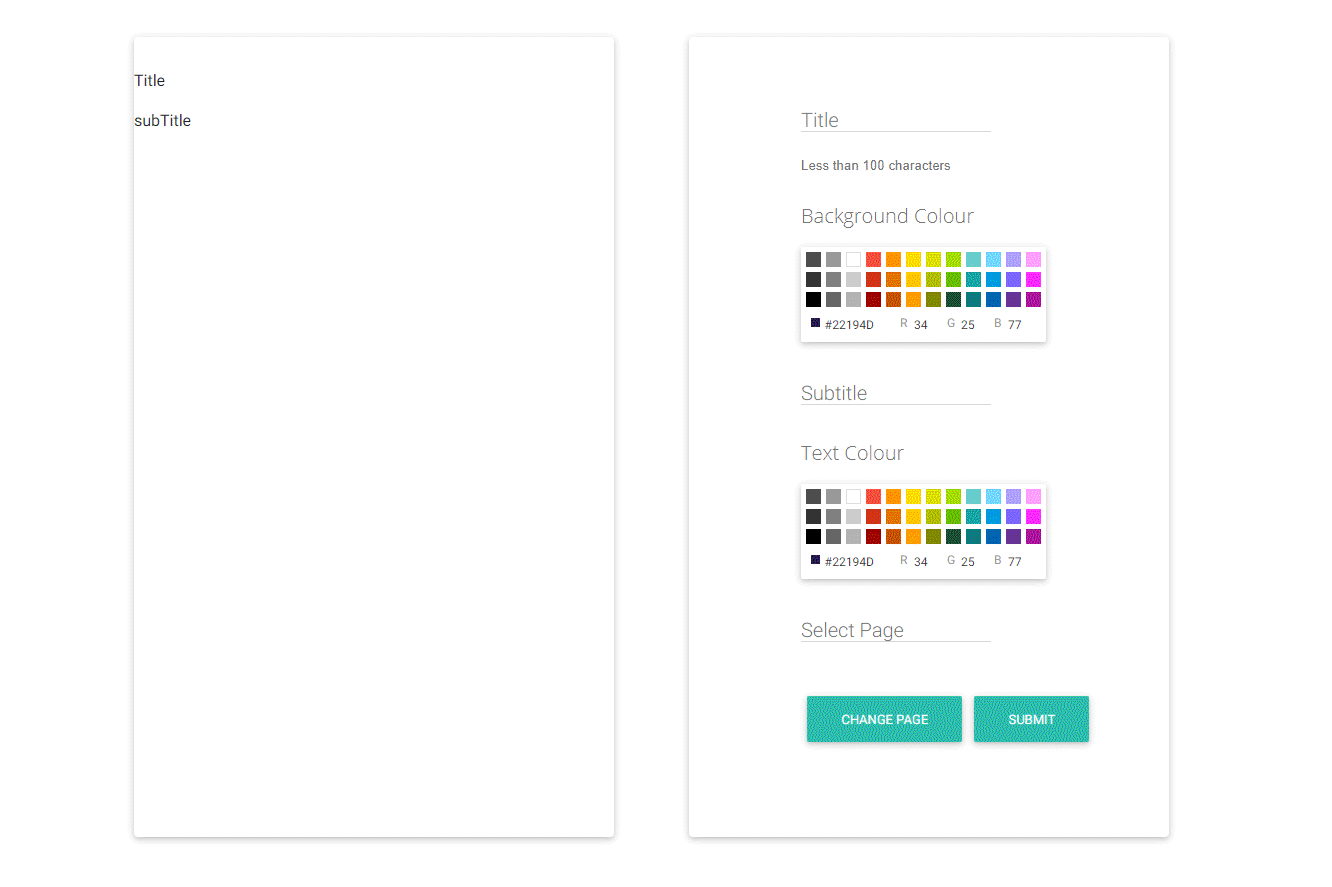 Title
subTitle
Title
Less than 100 characters
Background Colour
#22194D R 34 G 25 B 77
Subtitle
Text Colour
#22194D R 34 G 25 B 77
Select Page
CHANGE PAGE SUBMIT